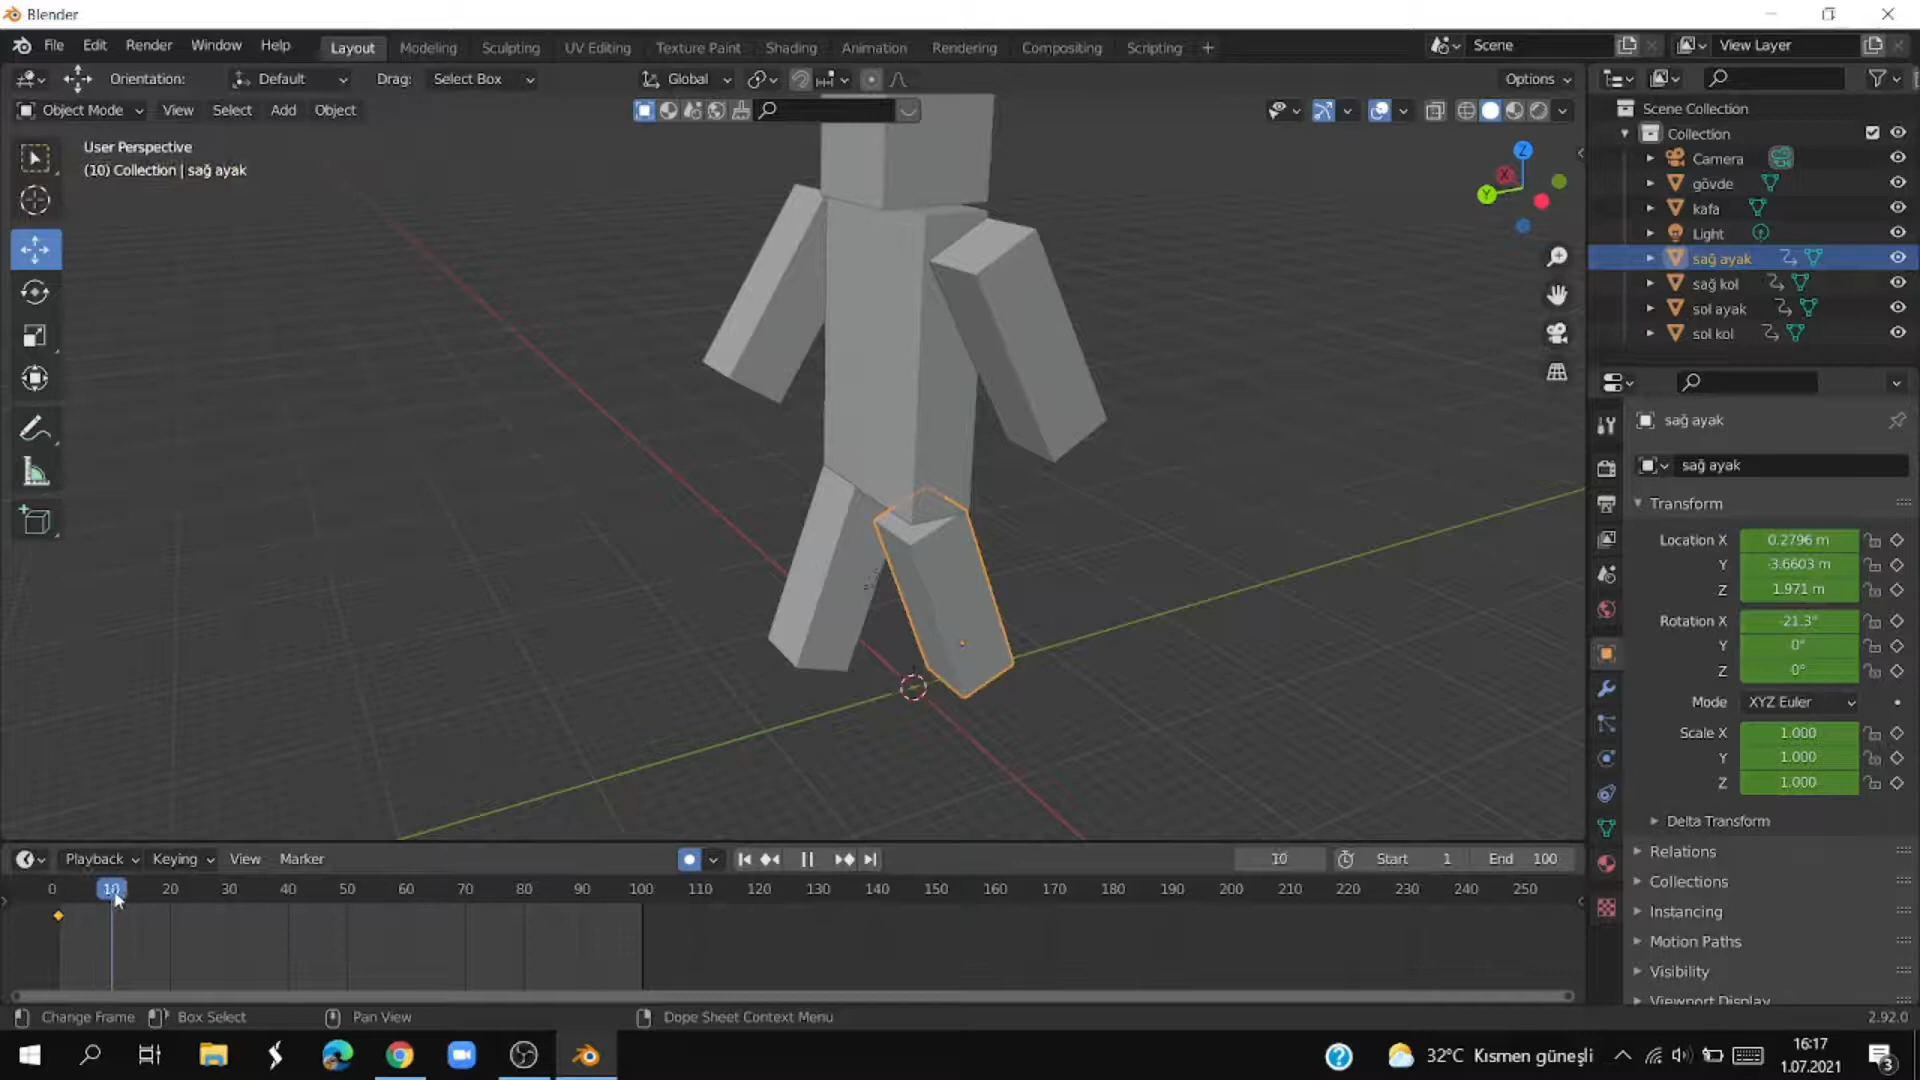 Blender
File Edit Render Window Help Layout Modeling Sculpting UV Editing Texture Paint Shading Animation Rendering Compositing Scripting + Scene View Layer
Orientation: Default Drag: Select Box Global Options
Object Mode View Select Add Object
User Perspective
(10) Collection | sağ ayak
Z
X
Y
Scene Collection
Collection
Camera
gövde
kafa
Light
sağ ayak
sağ kol
sol ayak
sol kol
sağ ayak
sağ ayak
Transform
Location X 0.2796 m
Y -3.6603 m
Z 1.971 m
Rotation X -21.3°
Y 0°
Z 0°
Mode XYZ Euler
Scale X 1.000
Y 1.000
Z 1.000
Delta Transform
Relations
Collections
Instancing
Motion Paths
Visibility
Viewport Display
Playback Keying View Marker 10 Start 1 End 100
0 10 20 30 40 50 60 70 80 90 100 110 120 130 140 150 160 170 180 190 200 210 220 230 240 250
Change Frame Box Select Pan View Dope Sheet Context Menu 2.92.0
32°C Kısmen güneşli
16:17
1.07.2021
3